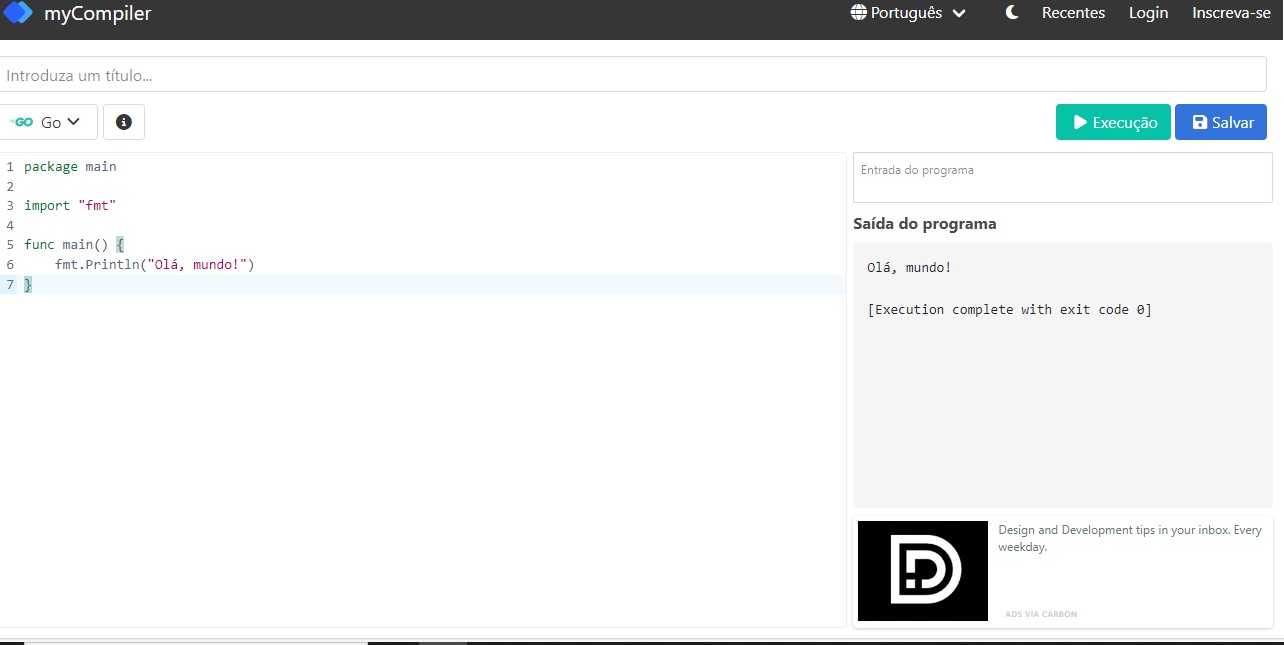 myCompiler
Português
Recentes
Login
Inscreva-se
Introduza um título...
GO Go
Execução
Salvar
1 package main
2
3 import "fmt"
4
5 func main() {
6     fmt.Println("Olá, mundo!")
7 }
Entrada do programa
Saída do programa
Olá, mundo!
[Execution complete with exit code 0]
Design and Development tips in your inbox. Every
weekday.
ADS VIA CARBON